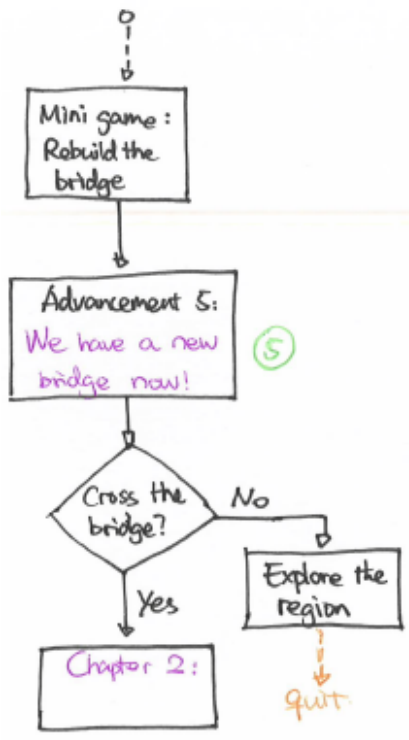 Mini game:
Rebuild the
bridge
Advancement 5:
We have a new
bridge now!
5
Cross the
bridge?
No
Yes
Explore the
region
Chapter 2:
quit